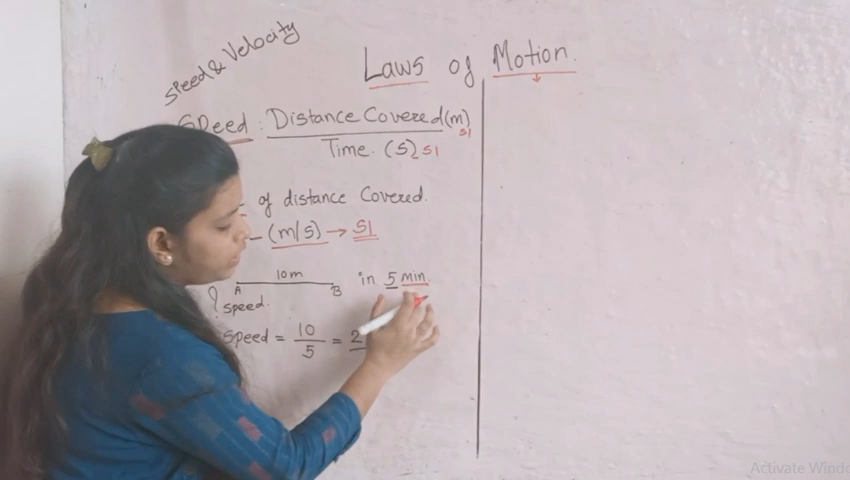 Speed & Velocity
Laws of Motion.
Speed : Distance Covered (m) SI
Time. (S) SI
of distance Covered.
(m/s) → SI
10m in 5 min.
A B
? speed.
Speed = 10/5 = 2
Activate Windo